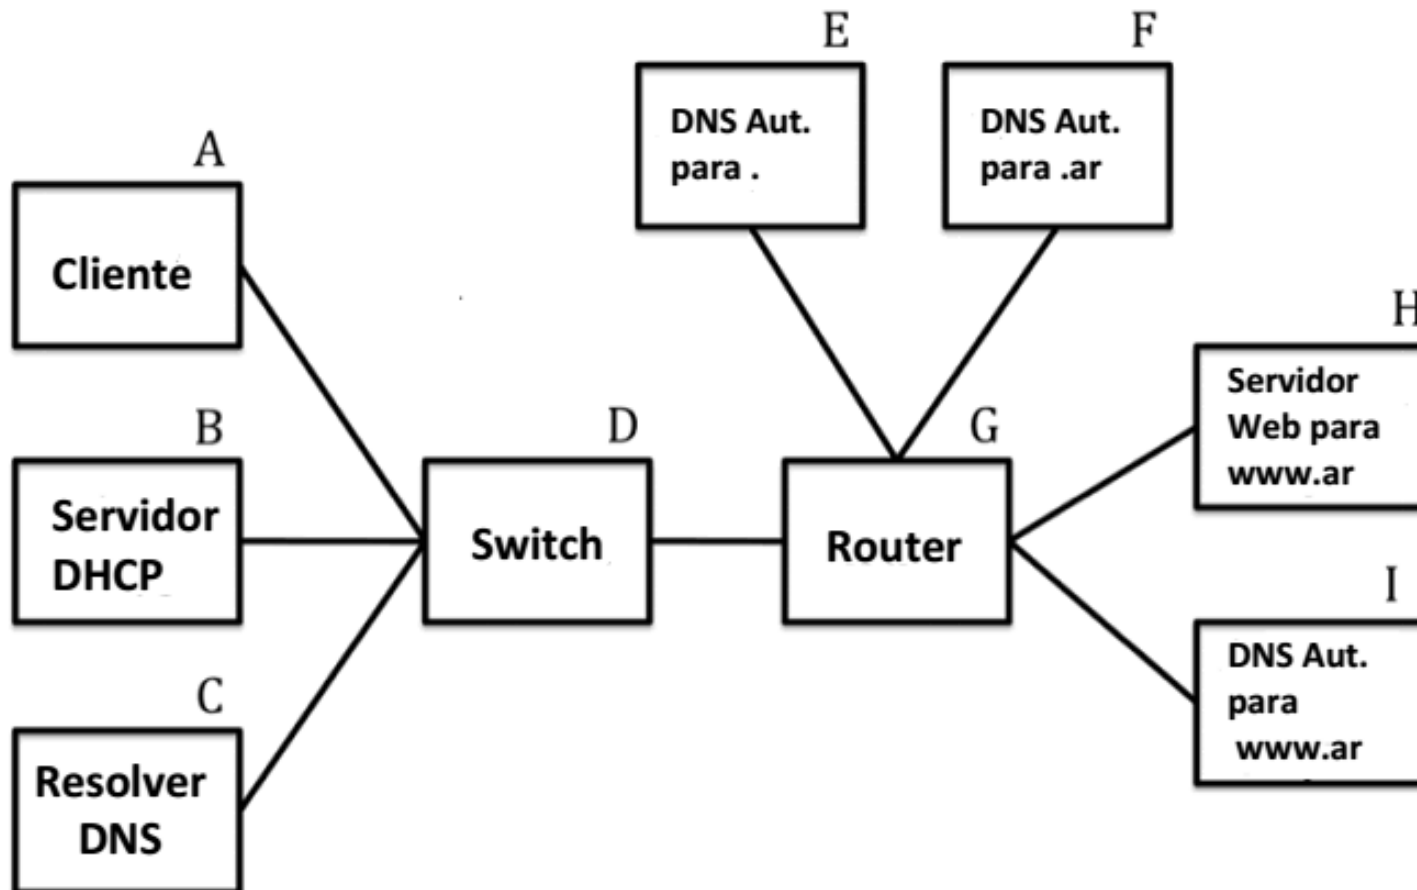 E
F
DNS Aut.
para .
DNS Aut.
para .ar
A
Cliente
H
Servidor
Web para
www.ar
B
Servidor
DHCP
D
Switch
G
Router
I
DNS Aut.
para
www.ar
C
Resolver
DNS